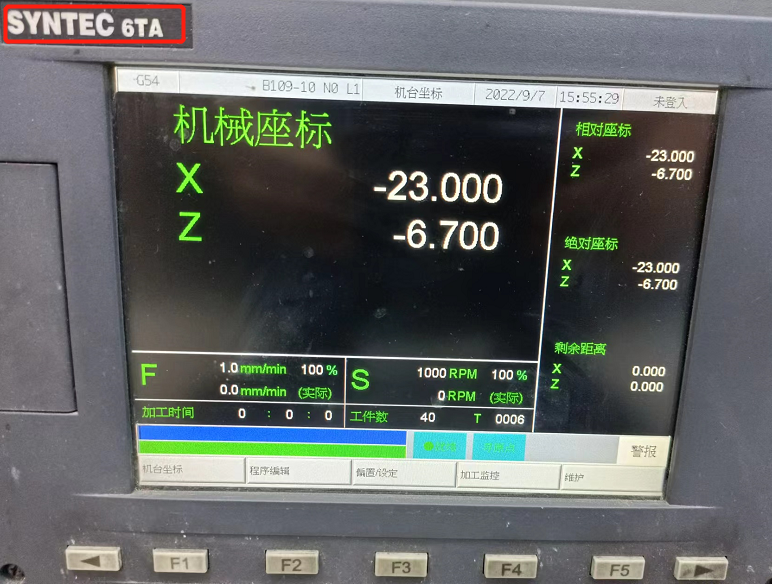 SYNTEC 6TA
G54 B109-10 N0 L1 机台坐标 2022/9/7 15:55:29 未登入
机械座标
X -23.000
Z -6.700
相对座标
X -23.000
Z -6.700
绝对座标
X -23.000
Z -6.700
剩余距离
X 0.000
Z 0.000
F 1.0 mm/min 100 %
0.0 mm/min (实际)
S 1000 RPM 100 %
0 RPM (实际)
加工时间 0 : 0 : 0
工件数 40 T 0006
警报
机台坐标 程序编辑 偏置/设定 加工监控 维护
F1 F2 F3 F4 F5